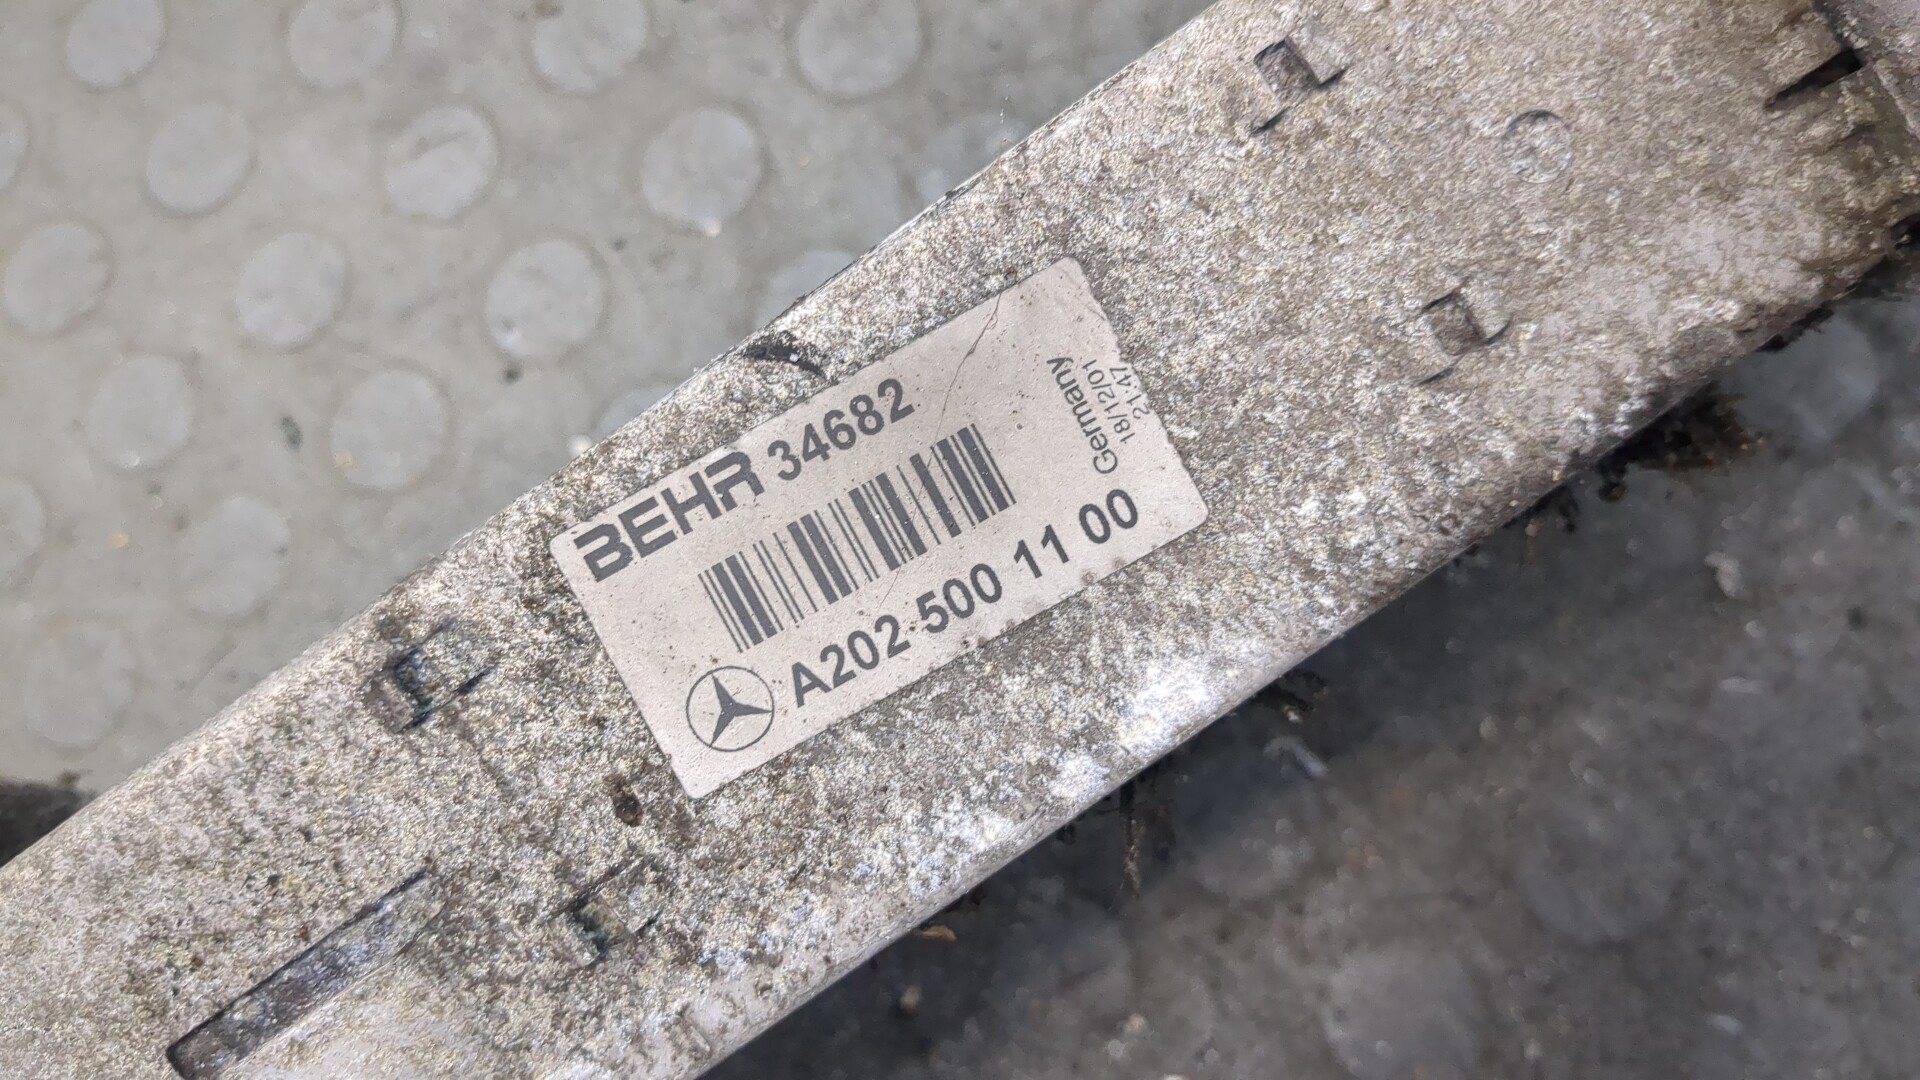 BEHR 34682
A202 500 11 00
Germany
18/12/01
21:47